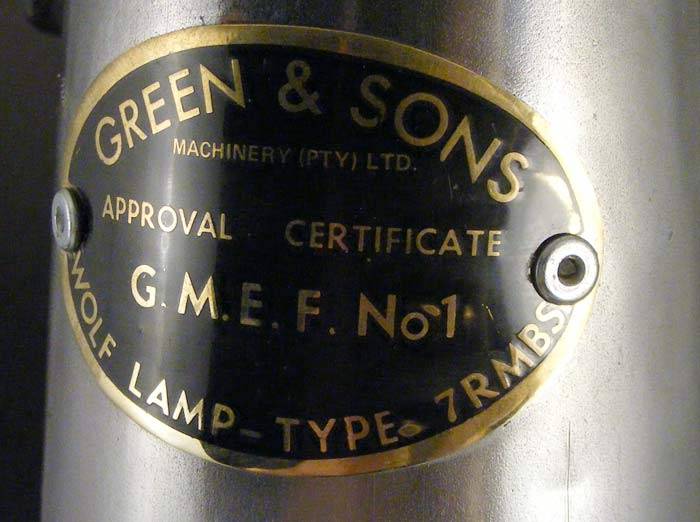 GREEN & SONS
MACHINERY (PTY) LTD.
APPROVAL CERTIFICATE
G.M.E.F. No 1
WOLF LAMP-TYPE. 7RMBS